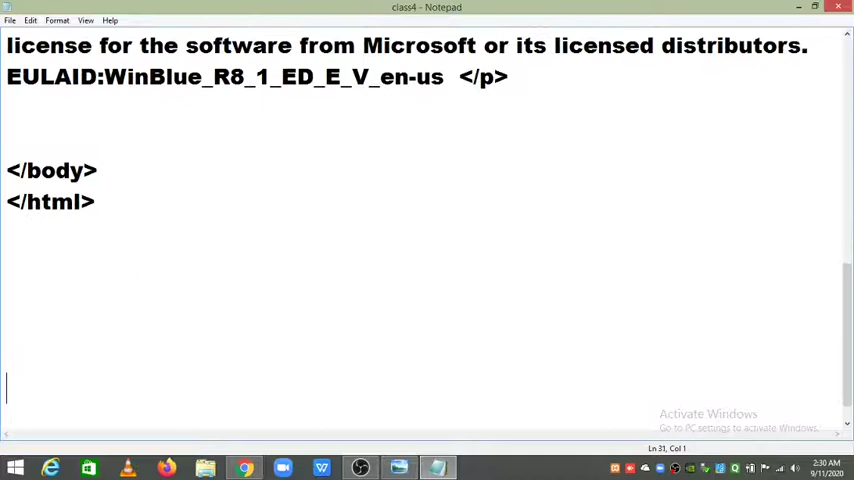 class4 - Notepad
File Edit Format View Help
license for the software from Microsoft or its licensed distributors.
EULAID:WinBlue_R8_1_ED_E_V_en-us </p>
</body>
</html>
Activate Windows
Go to PC settings to activate Windows.
Ln 31, Col 1
2:30 AM
9/11/2020